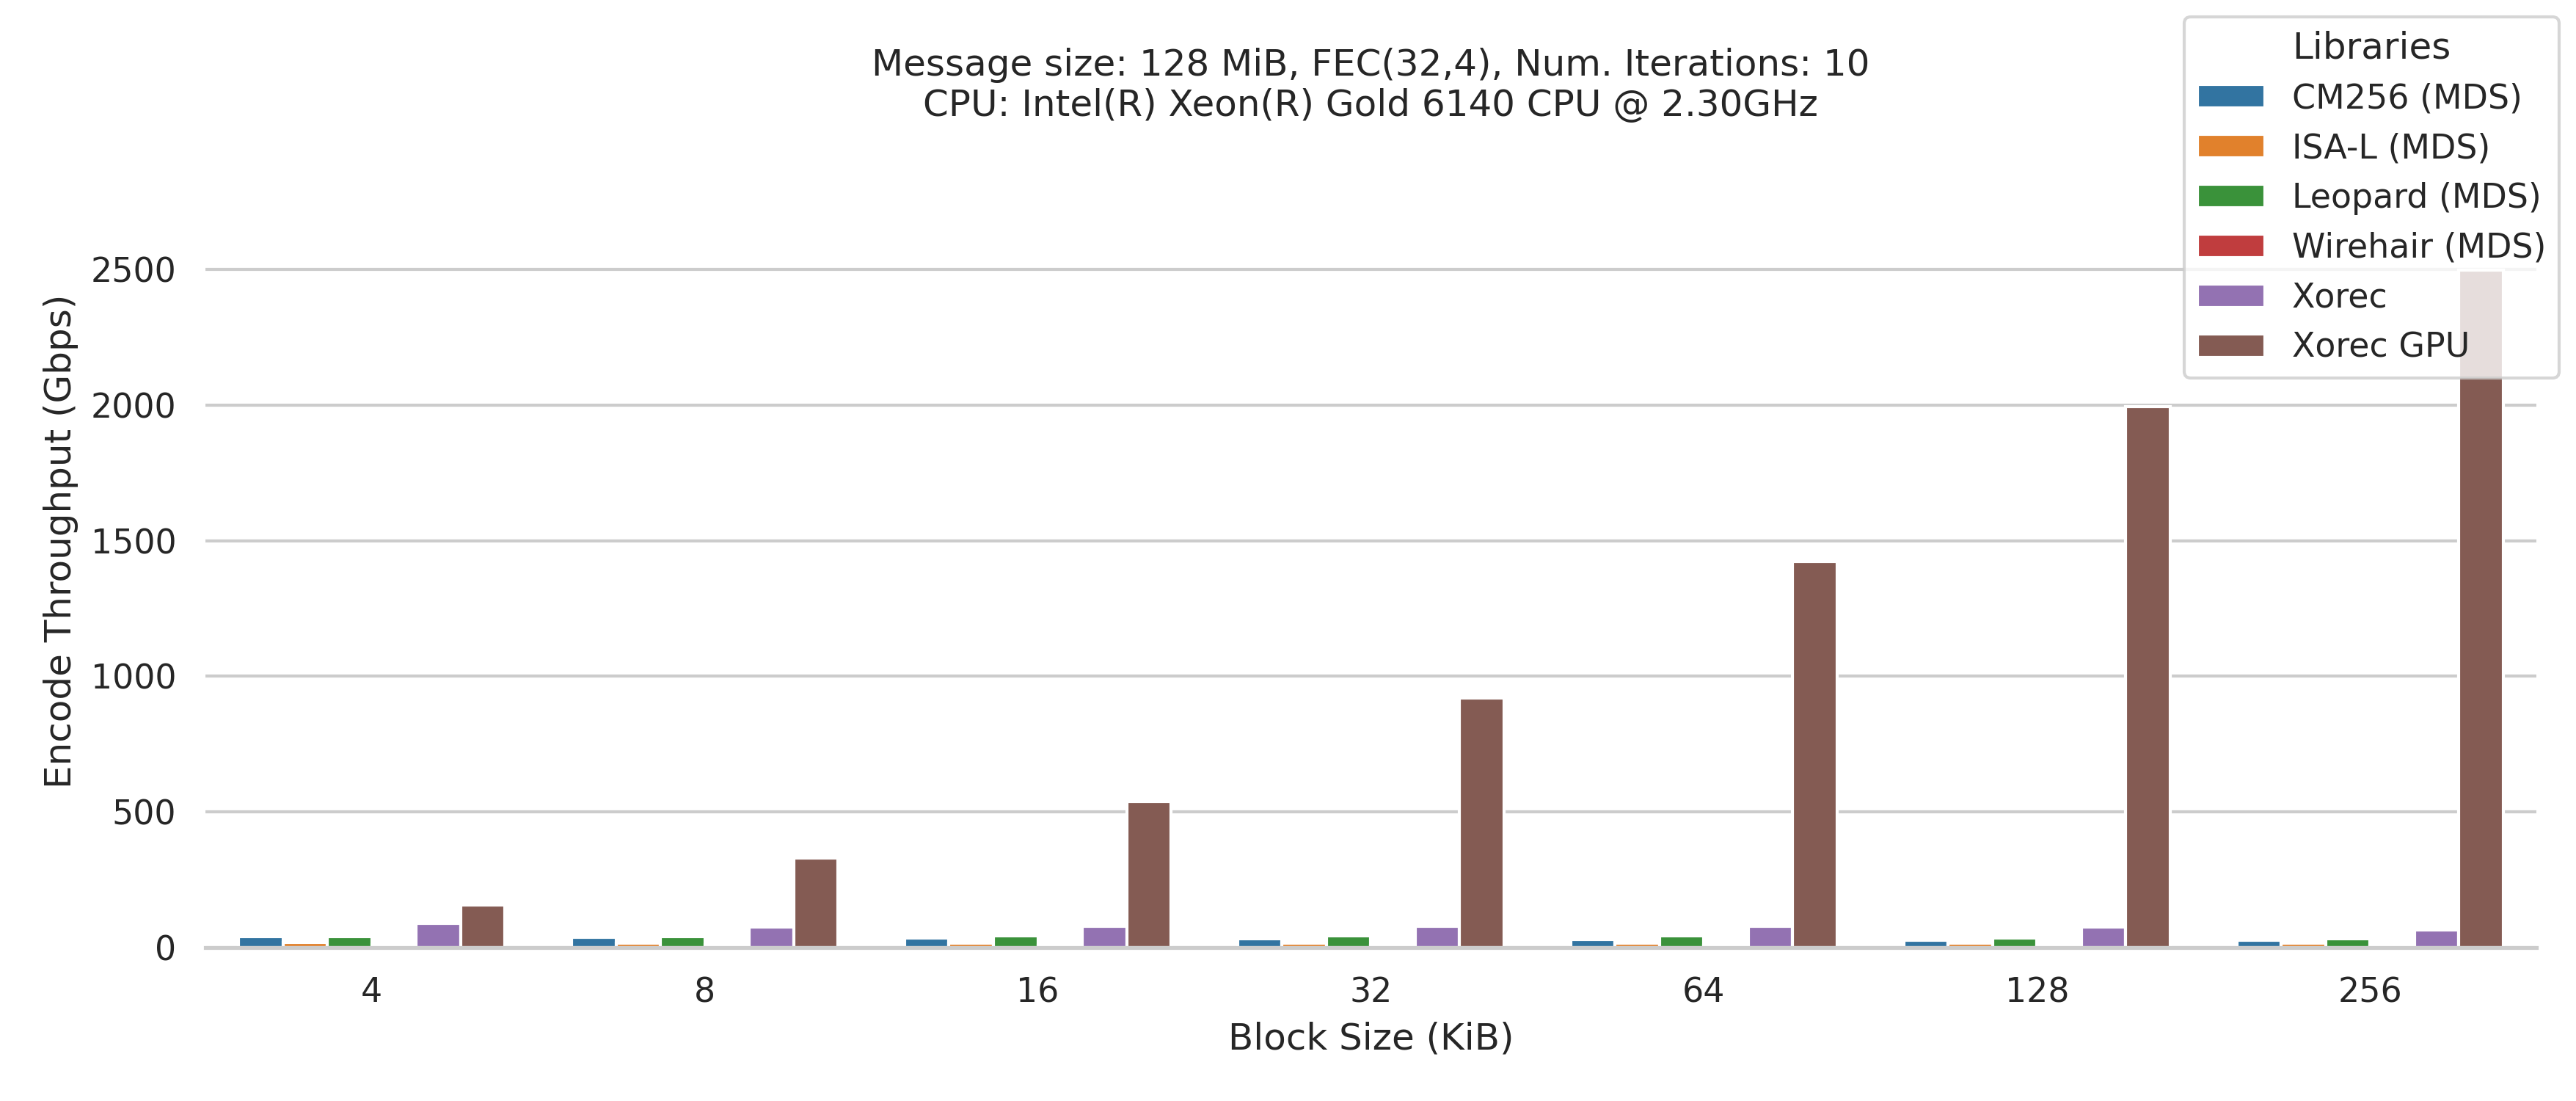 Message size: 128 MiB, FEC(32,4), Num. Iterations: 10
CPU: Intel(R) Xeon(R) Gold 6140 CPU @ 2.30GHz
Libraries
CM256 (MDS)
ISA-L (MDS)
Leopard (MDS)
Wirehair (MDS)
Xorec
Xorec GPU
Encode Throughput (Gbps)
2500
2000
1500
1000
500
0
4 8 16 32 64 128 256
Block Size (KiB)